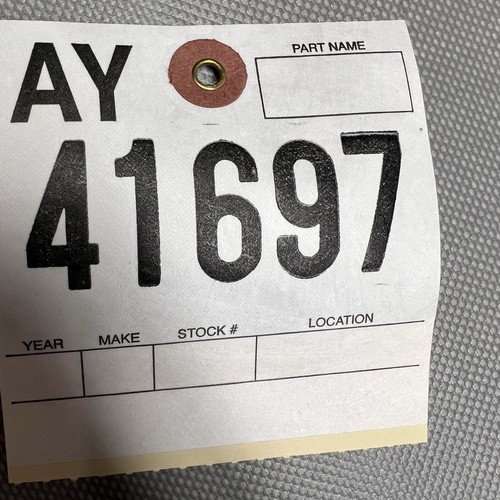 AY
PART NAME
41697
YEAR MAKE STOCK # LOCATION